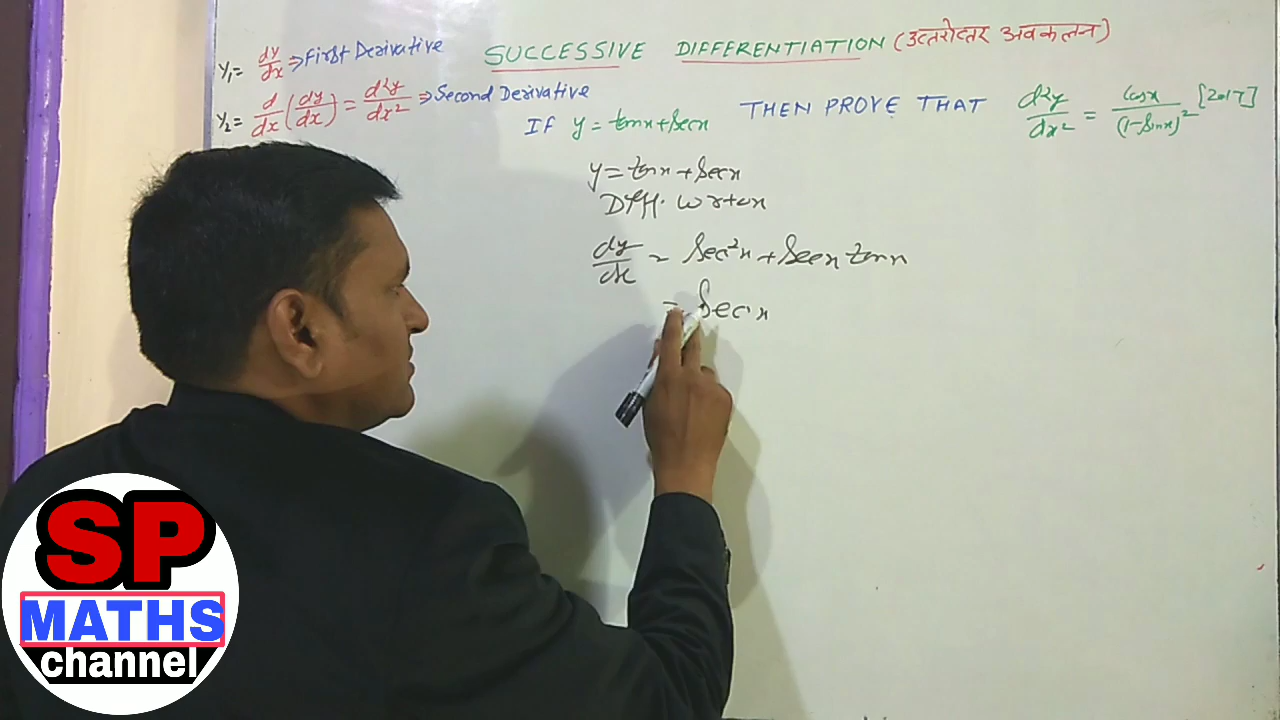 SUCCESSIVE DIFFERENTIATION (उत्तरोत्तर अवकलन)
y₁ = dy/dx ⇒ First Derivative
y₂ = d/dx (dy/dx) = d²y/dx² ⇒ Second Derivative
If y = tanx + secx THEN PROVE THAT d²y/dx² = cosx/(1-sinx)² [2017]
y = tanx + secx
Diff. w r to x
dy/dx = sec²x + secx tanx
= secx
SP
MATHS
channel